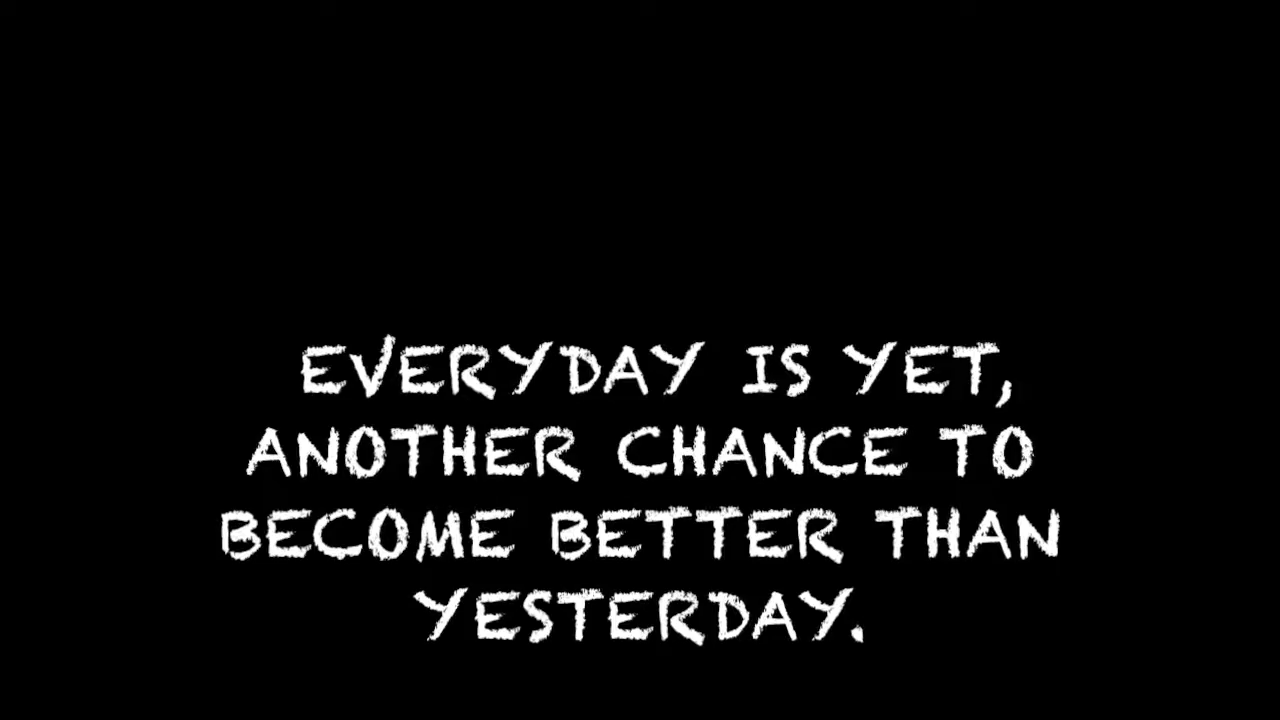 EVERYDAY IS YET,
ANOTHER CHANCE TO
BECOME BETTER THAN
YESTERDAY.